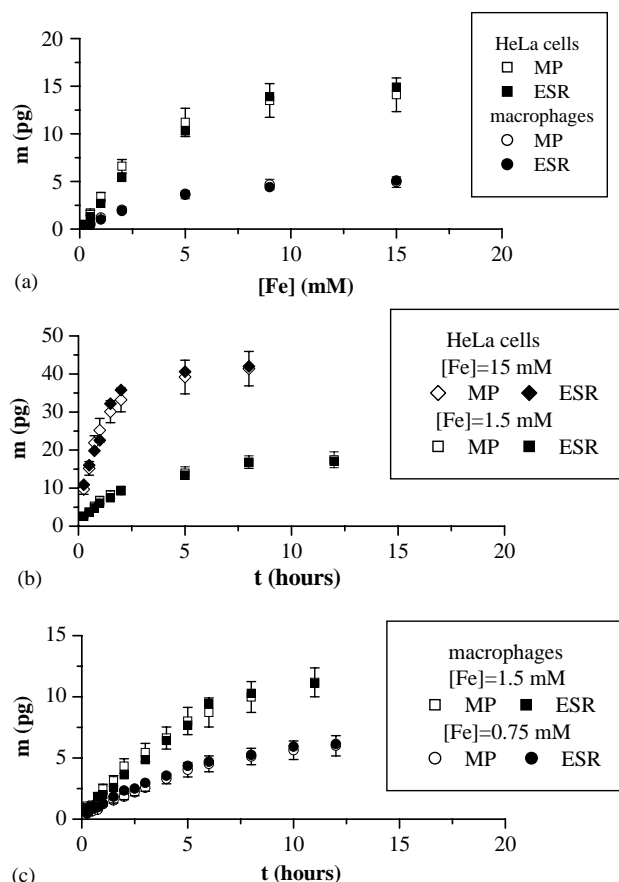 HeLa cells
MP
ESR
macrophages
MP
ESR
m (pg)
20
15
10
5
0
0 5 10 15 20
[Fe] (mM)
(a)
HeLa cells
[Fe]=15 mM
MP ESR
[Fe]=1.5 mM
MP ESR
m (pg)
50
40
30
20
10
0
0 5 10 15 20
t (hours)
(b)
macrophages
[Fe]=1.5 mM
MP ESR
[Fe]=0.75 mM
MP ESR
m (pg)
15
10
5
0
0 5 10 15 20
t (hours)
(c)